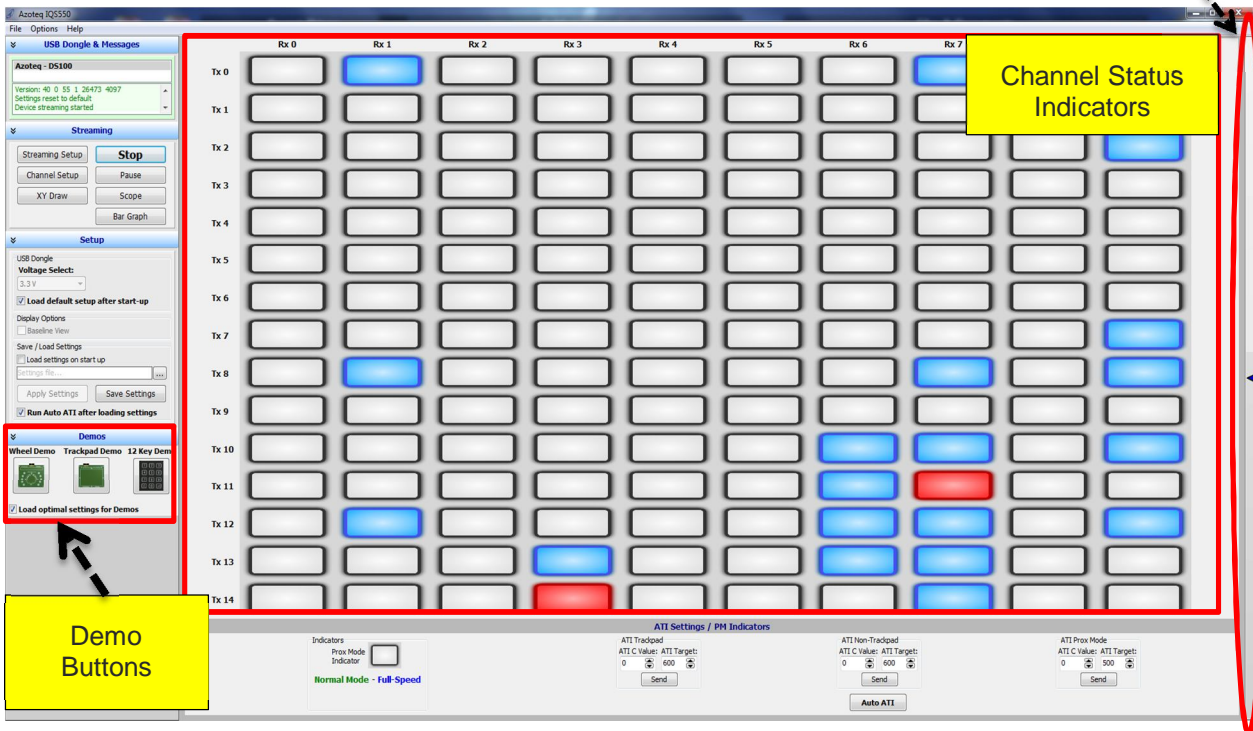 Azoteq IQS550
File Options Help
USB Dongle & Messages
Azoteq - DS100
Version: 40 0 55 1 26473 4097
Settings reset to default
Device streaming started
Streaming
Streaming Setup Stop
Channel Setup Pause
XY Draw Scope
Bar Graph
Setup
USB Dongle
Voltage Select:
3.3 V
Load default setup after start-up
Display Options
Baseline View
Save / Load Settings
Load settings on start up
Settings file... ...
Apply Settings Save Settings
Run Auto ATI after loading settings
Demos
Wheel Demo Trackpad Demo 12 Key Dem
Load optimal settings for Demos
Demo
Buttons
Rx 0 Rx 1 Rx 2 Rx 3 Rx 4 Rx 5 Rx 6 Rx 7
Channel Status
Indicators
Tx 0
Tx 1
Tx 2
Tx 3
Tx 4
Tx 5
Tx 6
Tx 7
Tx 8
Tx 9
Tx 10
Tx 11
Tx 12
Tx 13
Tx 14
ATI Settings / PM Indicators
Indicators
Prox Mode
Indicator
Normal Mode - Full-Speed
ATI Trackpad
ATI C Value: ATI Target:
0 600
Send
ATI Non-Trackpad
ATI C Value: ATI Target:
0 600
Send
Auto ATI
ATI Prox Mode
ATI C Value: ATI Target:
0 500
Send